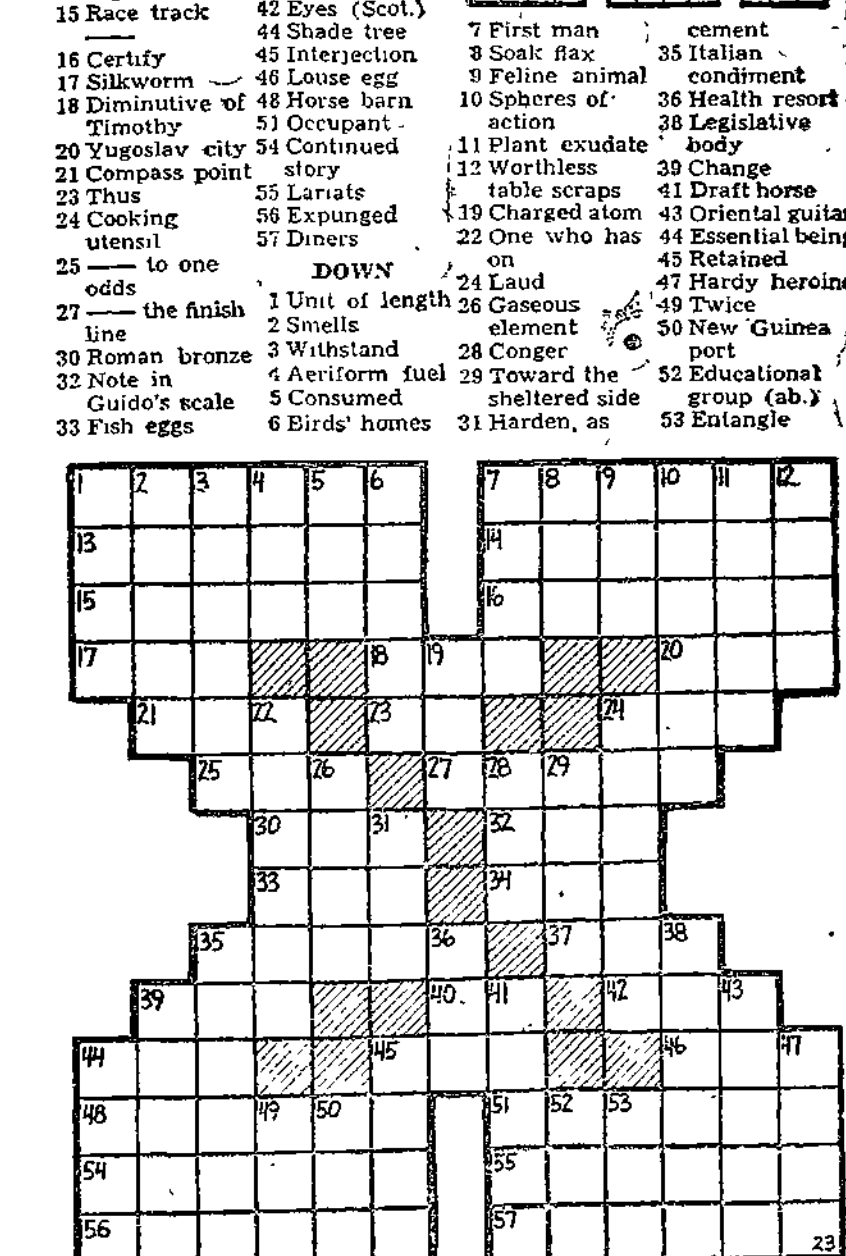 15 Race track
——
16 Certify
17 Silkworm
18 Diminutive of
Timothy
20 Yugoslav city
21 Compass point
23 Thus
24 Cooking
utensil
25 —— to one
odds
27 —— the finish
line
30 Roman bronze
32 Note in
Guido's scale
33 Fish eggs
42 Eyes (Scot.)
44 Shade tree
45 Interjection
46 Louse egg
48 Horse barn
51 Occupant
54 Continued
story
55 Lariats
56 Expunged
57 Diners
DOWN
1 Unit of length
2 Smells
3 Withstand
4 Aeriform fuel
5 Consumed
6 Birds' homes
7 First man
8 Soak flax
9 Feline animal
10 Spheres of
action
11 Plant exudate
12 Worthless
table scraps
19 Charged atom
22 One who has
on
24 Laud
26 Gaseous
element
28 Conger
29 Toward the
sheltered side
31 Harden, as
cement
35 Italian
condiment
36 Health resort
38 Legislative
body
39 Change
41 Draft horse
43 Oriental guitar
44 Essential being
45 Retained
47 Hardy heroine
49 Twice
50 New Guinea
port
52 Educational
group (ab.)
53 Entangle
1 2 3 4 5 6 7 8 9 10 11 12
13 14
15 16
17 18 19 20
21 22 23 24
25 26 27 28 29
30 31 32
33 34
35 36 37 38
39 40 41 42 43
44 45 46 47
48 49 50 51 52 53
54 55
56 57
23